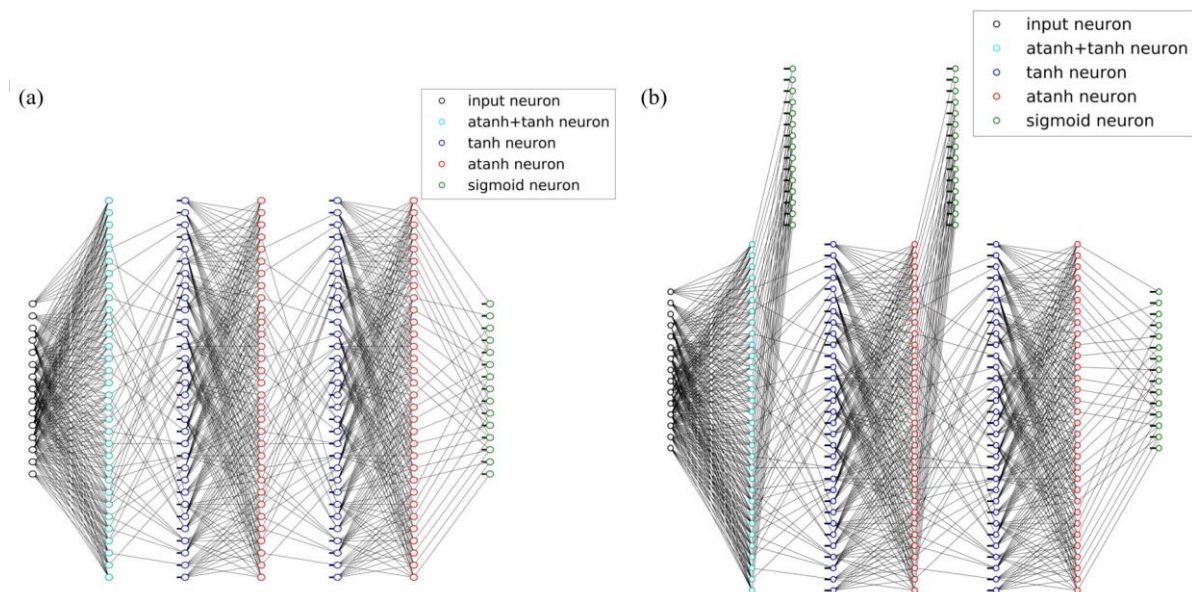 (a)
input neuron
atanh+tanh neuron
tanh neuron
atanh neuron
sigmoid neuron
(b)
input neuron
atanh+tanh neuron
tanh neuron
atanh neuron
sigmoid neuron